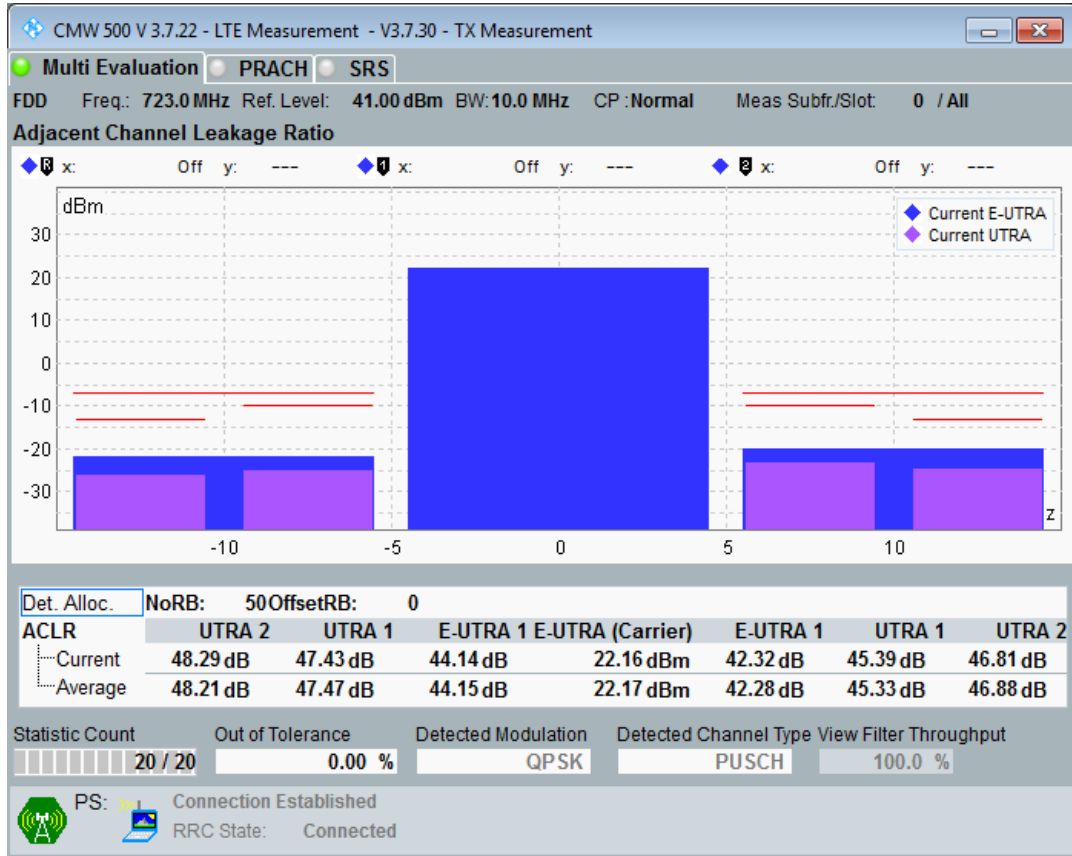 CMW 500 V 3.7.22 - LTE Measurement - V3.7.30 - TX Measurement
Multi Evaluation PRACH SRS
FDD Freq.: 723.0 MHz Ref. Level: 41.00 dBm BW: 10.0 MHz CP : Normal Meas Subfr./Slot: 0 / All
Adjacent Channel Leakage Ratio
R x: Off y: --- 1 x: Off y: --- 2 x: Off y: ---
dBm
Current E-UTRA
Current UTRA
30
20
10
0
-10
-20
-30
z
-10 -5 0 5 10
Det. Alloc. NoRB: 50 OffsetRB: 0
ACLR UTRA 2 UTRA 1 E-UTRA 1 E-UTRA (Carrier) E-UTRA 1 UTRA 1 UTRA 2
Current 48.29 dB 47.43 dB 44.14 dB 22.16 dBm 42.32 dB 45.39 dB 46.81 dB
Average 48.21 dB 47.47 dB 44.15 dB 22.17 dBm 42.28 dB 45.33 dB 46.88 dB
Statistic Count Out of Tolerance Detected Modulation Detected Channel Type View Filter Throughput
20 / 20 0.00 % QPSK PUSCH 100.0 %
PS: Connection Established
RRC State: Connected